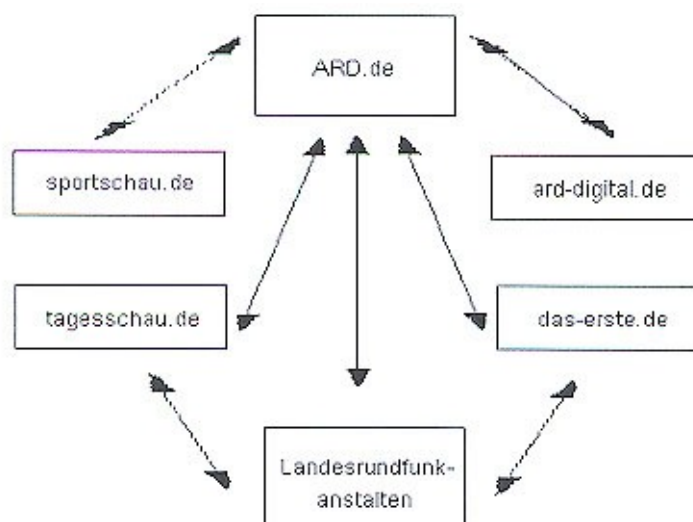 ARD.de
sportschau.de
ard-digital.de
tagesschau.de
das-erste.de
Landesrundfunk-
anstalten